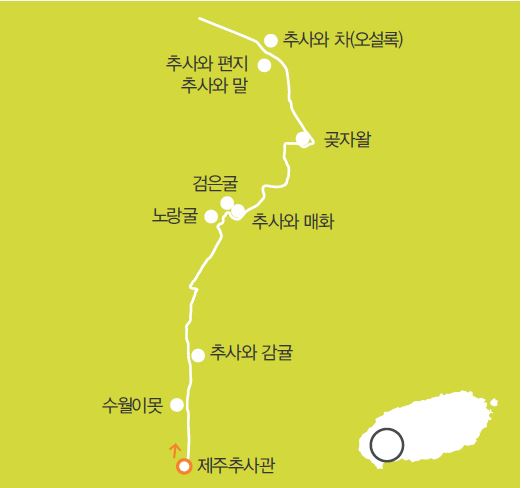 추사와 차(오설록)
추사와 편지
추사와 말
곶자왈
검은굴
노랑굴
추사와 매화
추사와 감귤
수월이못
제주추사관